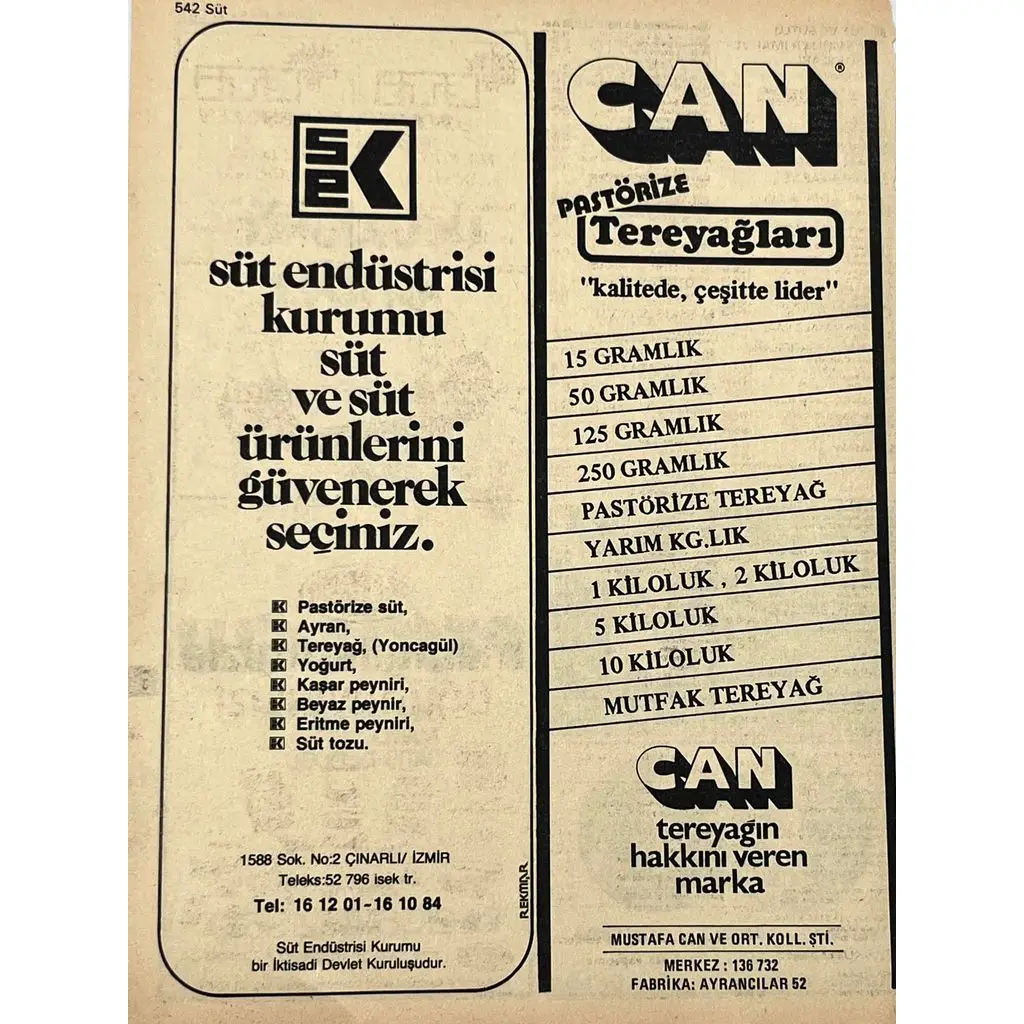 542 Süt
SEK
süt endüstrisi
kurumu
süt
ve süt
ürünlerini
güvenerek
seçiniz.
Pastörize süt,
Ayran,
Tereyağ, (Yoncagül)
Yoğurt,
Kaşar peyniri,
Beyaz peynir,
Eritme peyniri,
Süt tozu.
1588 Sok. No:2 ÇINARLI/ İZMİR
Teleks:52 796 isek tr.
Tel: 16 12 01-16 10 84
Süt Endüstrisi Kurumu
bir İktisadi Devlet Kuruluşudur.
REKMAR
CAN®
PASTÖRİZE
Tereyağları
"kalitede, çeşitte lider"
15 GRAMLIK
50 GRAMLIK
125 GRAMLIK
250 GRAMLIK
PASTÖRİZE TEREYAĞ
YARIM KG.LIK
1 KİLOLUK , 2 KİLOLUK
5 KİLOLUK
10 KİLOLUK
MUTFAK TEREYAĞ
CAN
tereyağın
hakkını veren
marka
MUSTAFA CAN VE ORT. KOLL. ŞTİ.
MERKEZ : 136 732
FABRİKA: AYRANCILAR 52